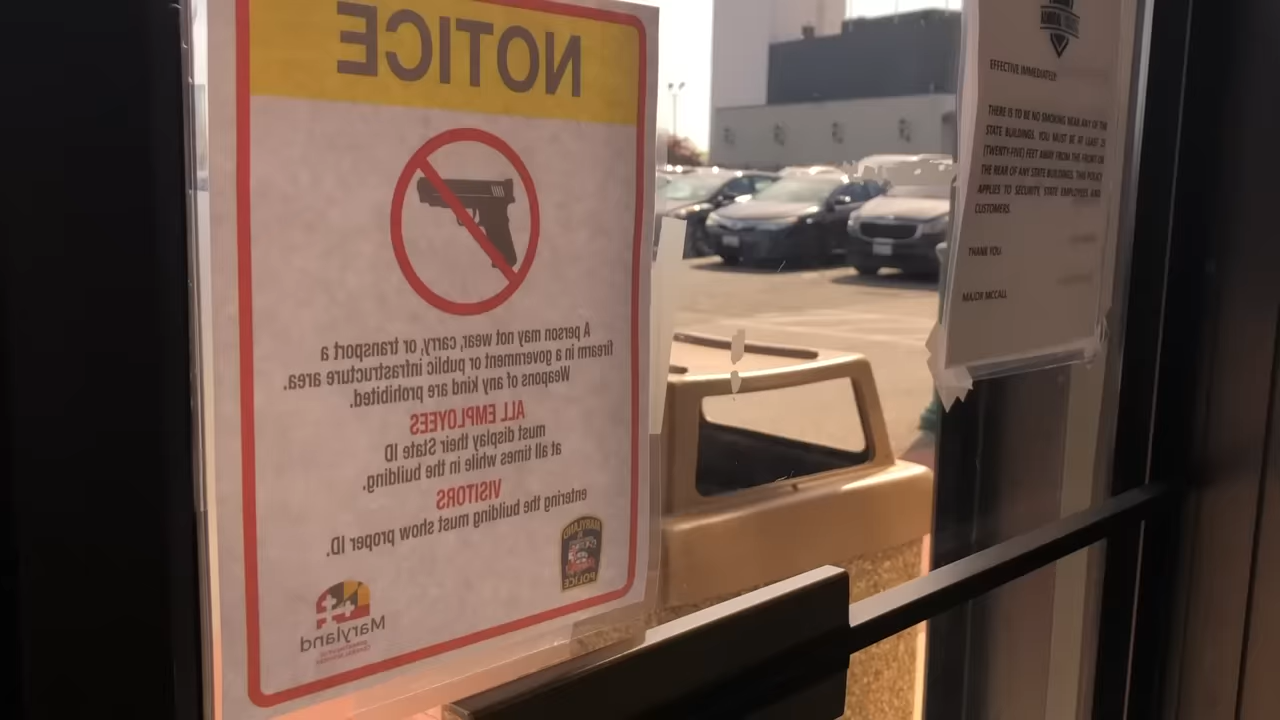 NOTICE
A person may not wear, carry, or transport a
firearm in a government or public infrastructure area.
Weapons of any kind are prohibited.
ALL EMPLOYEES
must display their State ID
at all times while in the building.
VISITORS
entering the building must show proper ID.
MARYLAND
POLICE
Maryland
EFFECTIVE IMMEDIATELY:
THERE IS TO BE NO SMOKING NEAR ANY OF THE
STATE BUILDINGS. YOU MUST BE AT LEAST 25
(TWENTY-FIVE) FEET AWAY FROM THE FRONT OR
THE REAR OF ANY STATE BUILDINGS. THIS POLICY
APPLIES TO SECURITY, STATE EMPLOYEES AND
CUSTOMERS.
THANK YOU,
MAJOR MCCALL